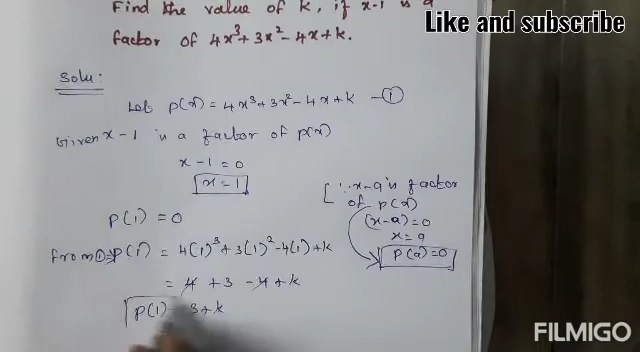 Find the value of k, if x-1 is a
Like and subscribe
factor of 4x³+3x²-4x+k.
Solu:
Let p(x) = 4x³+3x²-4x+k -①
Given x-1 is a factor of p(x)
x-1=0
x=1
[∵x-a is factor
of p(x)
(x-a)=0
x=a
p(a)=0
p(1)=0
from① p(1) = 4(1)³+3(1)²-4(1)+k
= 4 + 3 - 4 + k
p(1) 3+k
FILMIGO